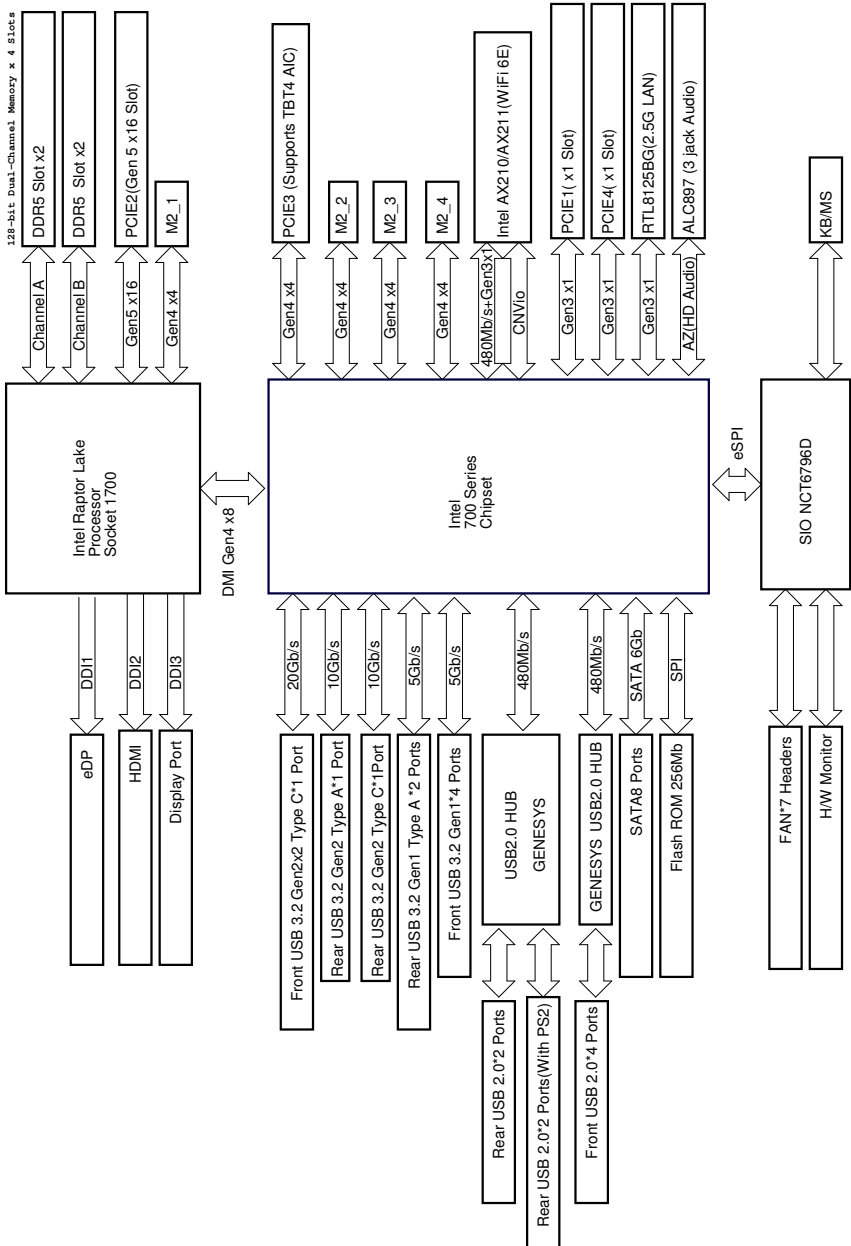 128-bit Dual-Channel Memory x 4 Slots
DDR5 Slot x2
Channel A
DDR5  Slot x2
Channel B
PCIE2(Gen 5 x16 Slot)
Gen5 x16
M2_1
Gen4 x4
Intel Raptor Lake
Processor
Socket 1700
DDI1
eDP
DDI2
HDMI
DDI3
Display Port
DMI Gen4 x8
PCIE3 (Supports TBT4 AIC)
Gen4 x4
M2_2
Gen4 x4
M2_3
Gen4 x4
M2_4
Gen4 x4
Intel AX210/AX211(WiFi 6E)
480Mb/s+Gen3x1
CNVio
PCIE1( x1 Slot)
Gen3 x1
PCIE4( x1 Slot)
Gen3 x1
RTL8125BG(2.5G LAN)
Gen3 x1
ALC897 (3 jack Audio)
AZ(HD Audio)
Intel
700 Series
Chipset
20Gb/s
Front USB 3.2 Gen2x2 Type C*1 Port
10Gb/s
Rear USB 3.2 Gen2 Type A*1 Port
10Gb/s
Rear USB 3.2 Gen2 Type C*1Port
5Gb/s
Rear USB 3.2 Gen1 Type A *2 Ports
5Gb/s
Front USB 3.2 Gen1*4 Ports
480Mb/s
USB2.0 HUB
GENESYS
Rear USB 2.0*2 Ports
Rear USB 2.0*2 Ports(With PS2)
480Mb/s
GENESYS USB2.0 HUB
Front USB 2.0*4 Ports
SATA 6Gb
SATA8 Ports
SPI
Flash ROM 256Mb
eSPI
KB/MS
SIO NCT6796D
FAN*7 Headers
H/W Monitor